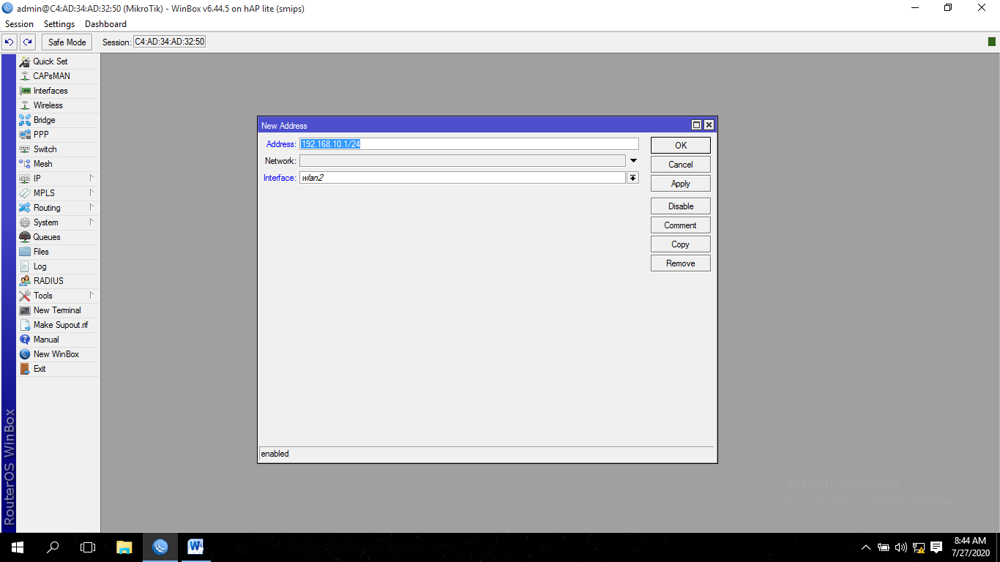 admin@C4:AD:34:AD:32:50 (MikroTik) - WinBox v6.44.5 on hAP lite (smips)
Session Settings Dashboard
Safe Mode Session: C4:AD:34:AD:32:50
Quick Set
CAPsMAN
Interfaces
Wireless
Bridge
PPP
Switch
Mesh
255 IP
MPLS
Routing
System
Queues
Files
Log
RADIUS
Tools
New Terminal
Make Supout.rif
Manual
New WinBox
Exit
RouterOS WinBox
New Address
Address: 192.168.10.1/24
Network:
Interface: wlan2
OK
Cancel
Apply
Disable
Comment
Copy
Remove
enabled
Activate Windows
Go to Settings to activate Windows.
8:44 AM
7/27/2020